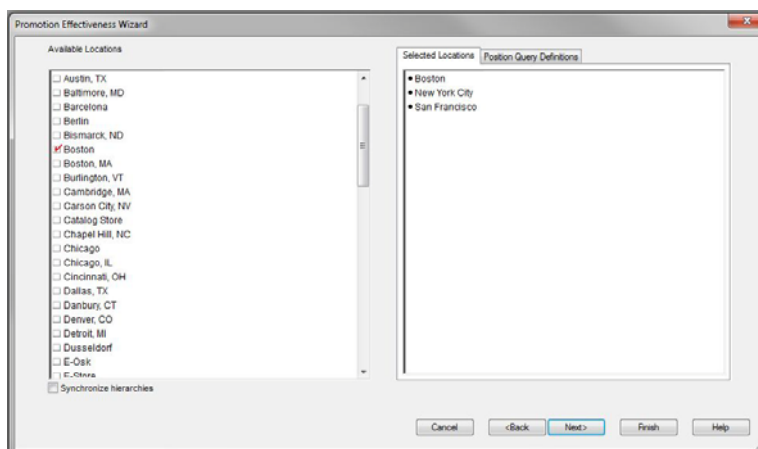 Promotion Effectiveness Wizard
Available Locations
Austin, TX
Baltimore, MD
Barcelona
Berlin
Bismarck, ND
Boston
Boston, MA
Burlington, VT
Cambridge, MA
Carson City, NV
Catalog Store
Chapel Hill, NC
Chicago
Chicago, IL
Cincinnati, OH
Dallas, TX
Danbury, CT
Denver, CO
Detroit, MI
Dusseldorf
E-Osk
E-Store
Synchronize hierarchies
Selected Locations Position Query Definitions
• Boston
• New York City
• San Francisco
Cancel <Back Next> Finish Help